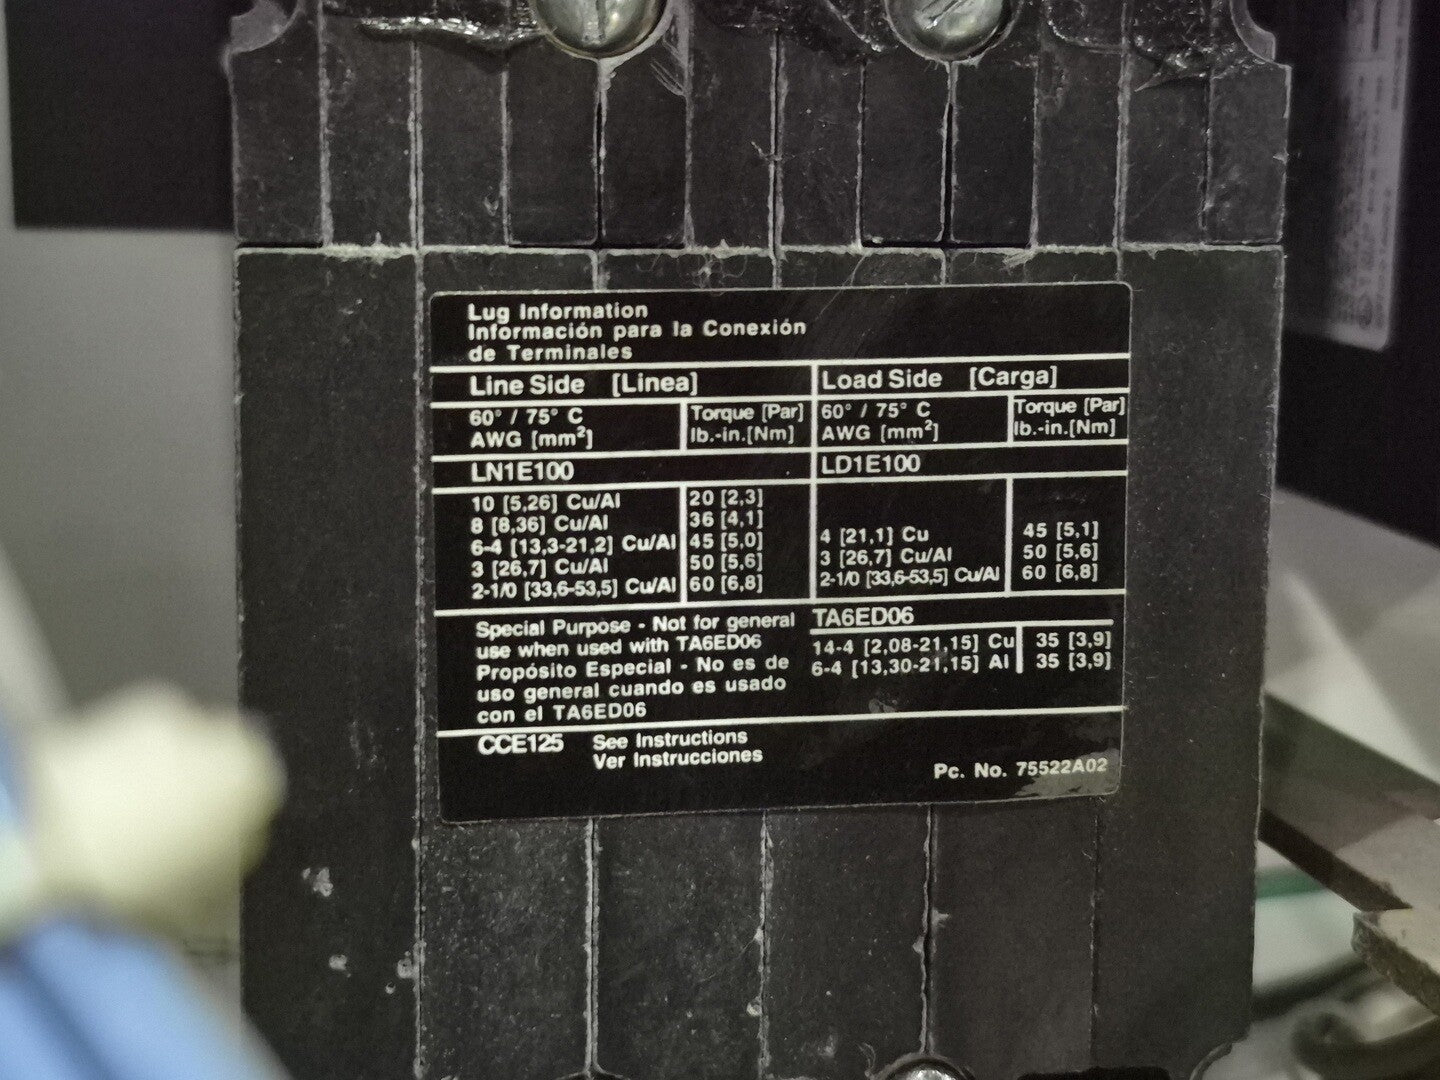 Lug Information
Información para la Conexión
de Terminales
Line Side [Linea]
60° / 75° C
AWG [mm²]
Torque [Par]
lb.-in.[Nm]
LN1E100
10 [5,26] Cu/Al 20 [2,3]
8 [8,36] Cu/Al 36 [4,1]
6-4 [13,3-21,2] Cu/Al 45 [5,0]
3 [26,7] Cu/Al 50 [5,6]
2-1/0 [33,6-53,5] Cu/Al 60 [6,8]
Load Side [Carga]
60° / 75° C
AWG [mm²]
Torque [Par]
lb.-in.[Nm]
LD1E100
4 [21,1] Cu 45 [5,1]
3 [26,7] Cu/Al 50 [5,6]
2-1/0 [33,6-53,5] Cu/Al 60 [6,8]
Special Purpose - Not for general
use when used with TA6ED06
Propósito Especial - No es de
uso general cuando es usado
con el TA6ED06
TA6ED06
14-4 [2,08-21,15] Cu 35 [3,9]
6-4 [13,30-21,15] Al 35 [3,9]
CCE125 See Instructions
Ver Instrucciones
Pc. No. 75522A02